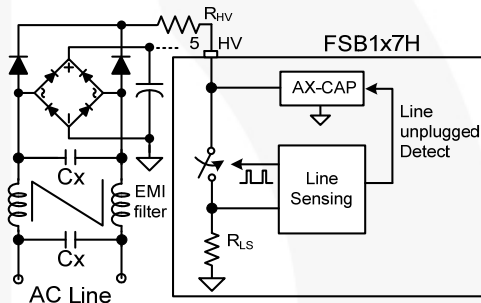 RHV
5 HV
FSB1x7H
AX-CAP
Line
unplugged
Detect
Line
Sensing
RLS
Cx
EMI
filter
Cx
AC Line